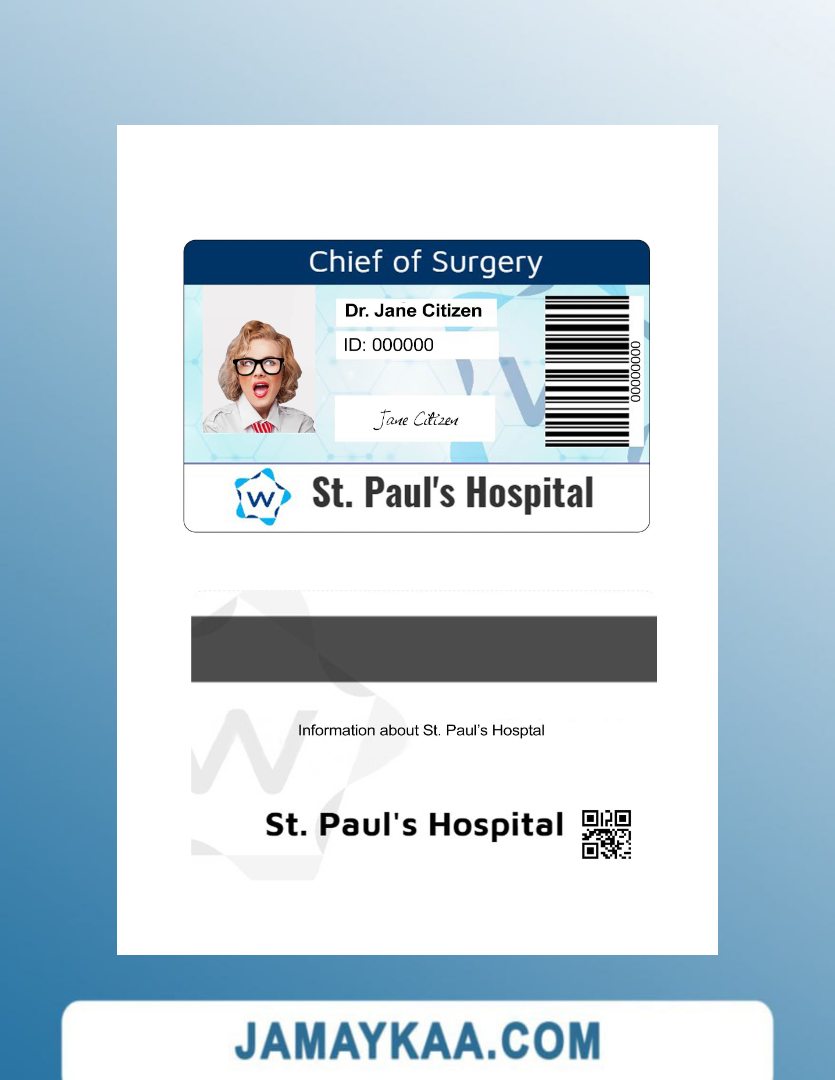 Chief of Surgery
Dr. Jane Citizen
ID: 000000
00000000
Jane Citizen
W
St. Paul's Hospital
W
Information about St. Paul’s Hosptal
St. Paul's Hospital
JAMAYKAA.COM